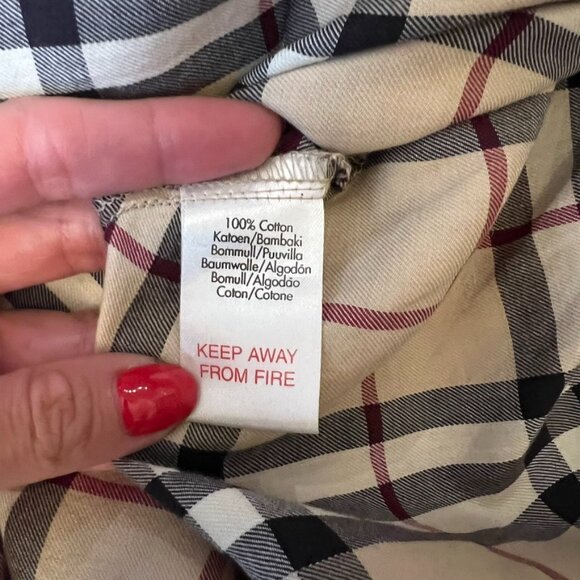 100% Cotton
Katoen/Bambaki
Bommull/Puuvilla
Baumwolle/Algodón
Bomull/Algodão
Coton/Cotone
KEEP AWAY
FROM FIRE